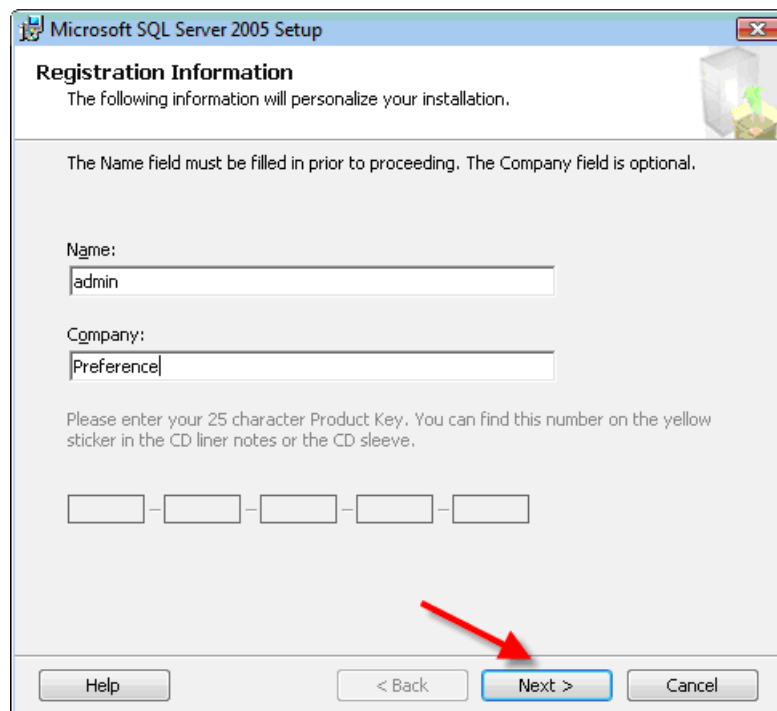 Microsoft SQL Server 2005 Setup
Registration Information
The following information will personalize your installation.
The Name field must be filled in prior to proceeding. The Company field is optional.
Name:
admin
Company:
Preference
Please enter your 25 character Product Key. You can find this number on the yellow
sticker in the CD liner notes or the CD sleeve.
Help
< Back
Next >
Cancel